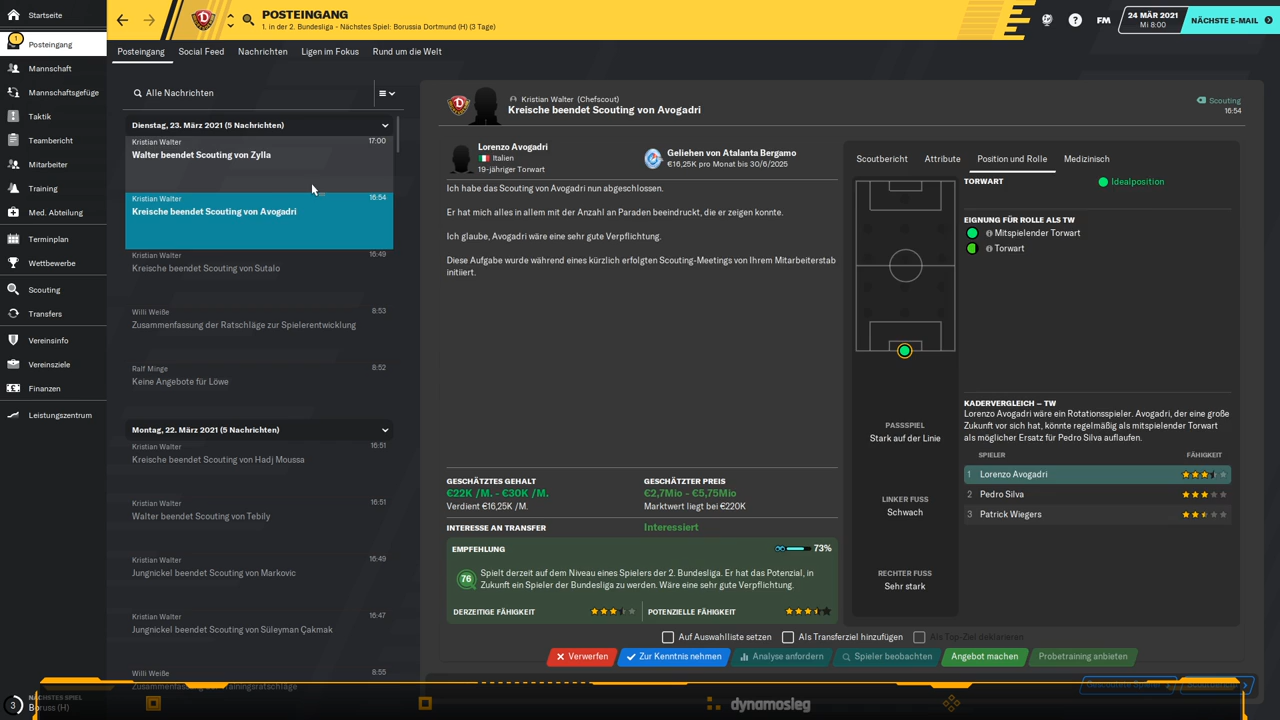 Startseite
1
Posteingang
Mannschaft
Mannschaftsgefüge
Taktik
Teambericht
Mitarbeiter
Training
Med. Abteilung
Terminplan
Wettbewerbe
Scouting
Transfers
Vereinsinfo
Vereinsziele
Finanzen
Leistungszentrum
NÄCHSTES SPIEL
3
POSTEINGANG
1. in der 2. Bundesliga - Nächstes Spiel: Borussia Dortmund (H) (3 Tage)
FM
24 MÄR 2021
Mi 8:00
NÄCHSTE E-MAIL
Posteingang
Social Feed
Nachrichten
Ligen im Fokus
Rund um die Welt
Alle Nachrichten
Dienstag, 23. März 2021 (5 Nachrichten)
Kristian Walter 17:00
Walter beendet Scouting von Zylla
Kristian Walter 16:54
Kreische beendet Scouting von Avogadri
Kristian Walter 16:49
Kreische beendet Scouting von Sutalo
Willi Weiße 8:53
Zusammenfassung der Ratschläge zur Spielerentwicklung
Ralf Minge 8:52
Keine Angebote für Löwe
Montag, 22. März 2021 (5 Nachrichten)
Kristian Walter 16:51
Kreische beendet Scouting von Hadj Moussa
Kristian Walter 16:51
Walter beendet Scouting von Tebily
Kristian Walter 16:49
Jungnickel beendet Scouting von Markovic
Kristian Walter 16:47
Jungnickel beendet Scouting von Süleyman Çakmak
Willi Weiße 8:55
Kristian Walter (Chefscout)
Kreische beendet Scouting von Avogadri
Scouting
16:54
Lorenzo Avogadri
Italien
19-jähriger Torwart
Geliehen von Atalanta Bergamo
€16,25K pro Monat bis 30/6/2025
Ich habe das Scouting von Avogadri nun abgeschlossen.
Er hat mich alles in allem mit der Anzahl an Paraden beeindruckt, die er zeigen konnte.
Ich glaube, Avogadri wäre eine sehr gute Verpflichtung.
Diese Aufgabe wurde während eines kürzlich erfolgten Scouting-Meetings von Ihrem Mitarbeiterstab
initiiert.
GESCHÄTZTES GEHALT
€22K /M. - €30K /M.
Verdient €16,25K /M.
GESCHÄTZTER PREIS
€2,7Mio - €5,75Mio
Marktwert liegt bei €220K
INTERESSE AN TRANSFER
Interessiert
EMPFEHLUNG
73%
76
Spielt derzeit auf dem Niveau eines Spielers der 2. Bundesliga. Er hat das Potenzial, in
Zukunft ein Spieler der Bundesliga zu werden. Wäre eine sehr gute Verpflichtung.
DERZEITIGE FÄHIGKEIT
POTENZIELLE FÄHIGKEIT
Scoutbericht
Attribute
Position und Rolle
Medizinisch
TORWART
Idealposition
EIGNUNG FÜR ROLLE ALS TW
Mitspielender Torwart
Torwart
PASSSPIEL
Stark auf der Linie
LINKER FUSS
Schwach
RECHTER FUSS
Sehr stark
KADERVERGLEICH – TW
Lorenzo Avogadri wäre ein Rotationsspieler. Avogadri, der eine große
Zukunft vor sich hat, könnte regelmäßig als mitspielender Torwart
als möglicher Ersatz für Pedro Silva auflaufen.
SPIELER FÄHIGKEIT
1 Lorenzo Avogadri
2 Pedro Silva
3 Patrick Wiegers
Auf Auswahlliste setzen
Als Transferziel hinzufügen
Als Top-Ziel deklarieren
Verwerfen
Zur Kenntnis nehmen
Analyse anfordern
Spieler beobachten
Angebot machen
Probetraining anbieten
dynamosleg